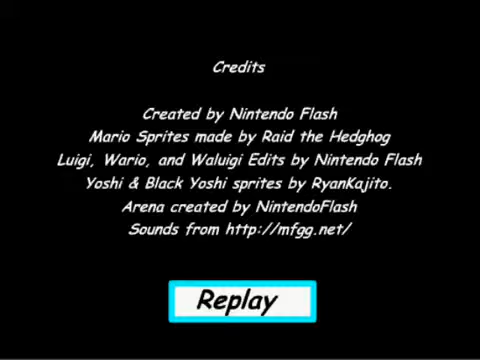 Credits
Created by Nintendo Flash
Mario Sprites made by Raid the Hedghog
Luigi, Wario, and Waluigi Edits by Nintendo Flash
Yoshi & Black Yoshi sprites by RyanKajito.
Arena created by NintendoFlash
Sounds from http://mfgg.net/
Replay